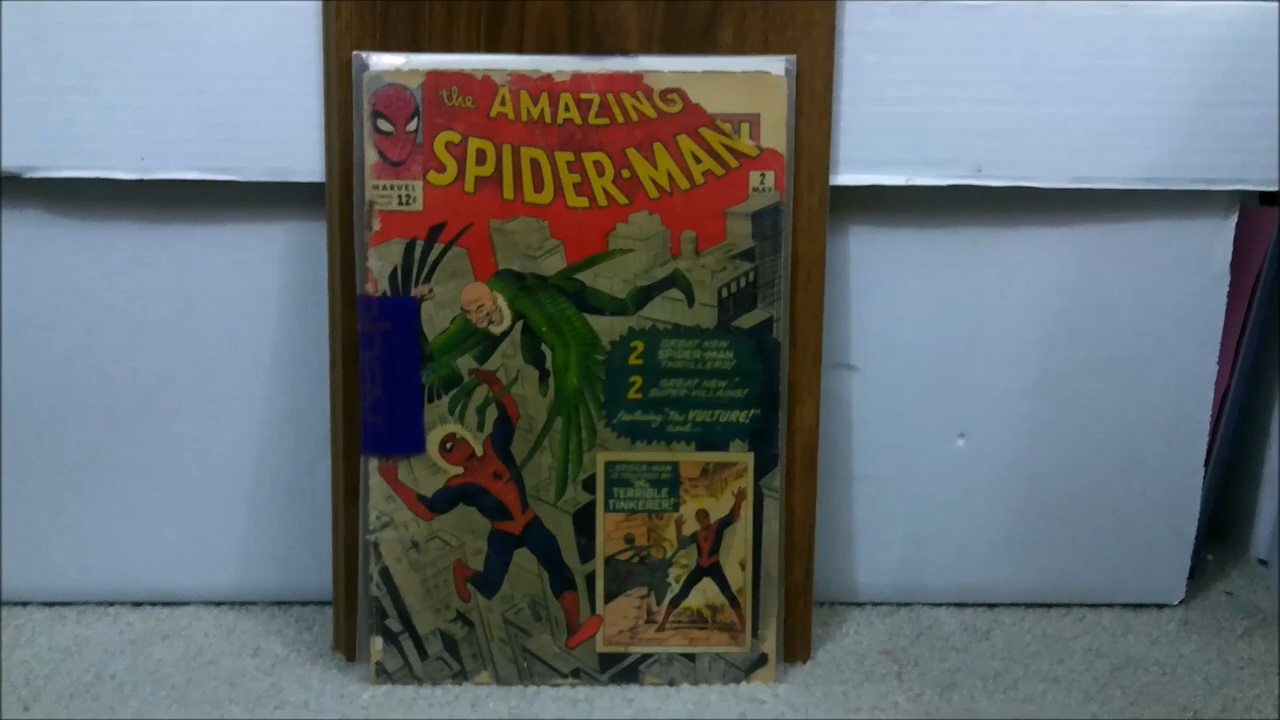 the AMAZING
SPIDER-MAN
MARVEL
12¢
2
MAY
2 GREAT NEW
SPIDER-MAN
THRILLERS!
2 GREAT NEW
SUPER-VILLAINS!
featuring "The VULTURE!"
and...
SPIDER-MAN
THE
TERRIBLE
TINKERER!